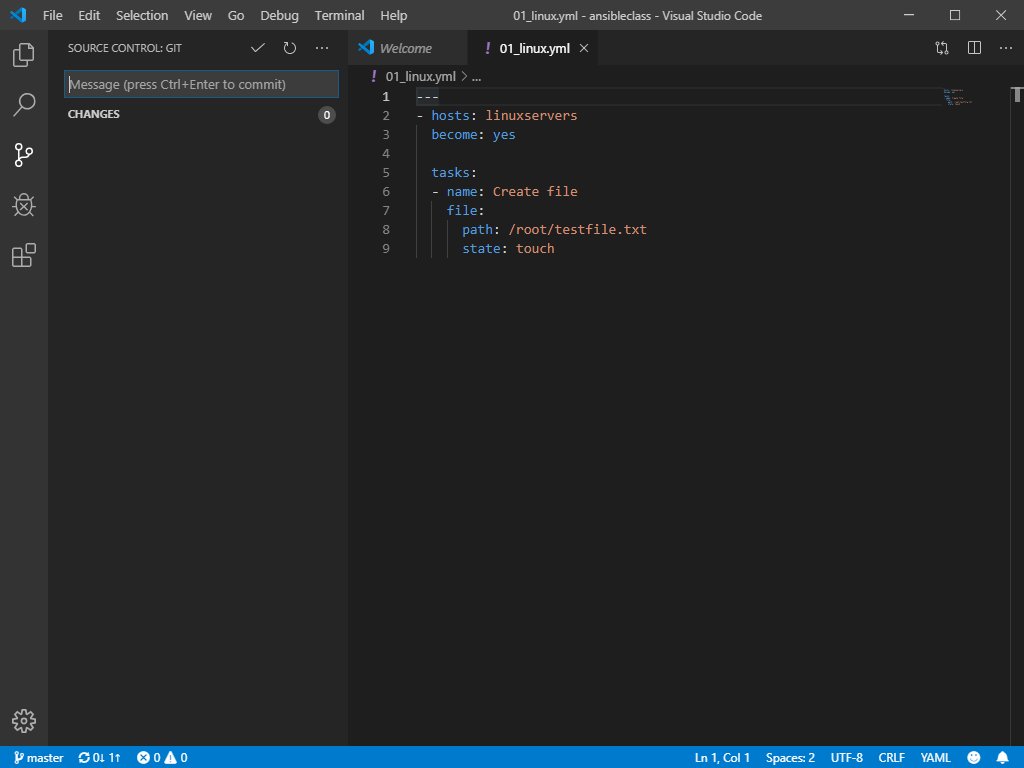 File Edit Selection View Go Debug Terminal Help 01_linux.yml - ansibleclass - Visual Studio Code
SOURCE CONTROL: GIT
Message (press Ctrl+Enter to commit)
CHANGES 0
Welcome ! 01_linux.yml
! 01_linux.yml > ...
1 ---
2 - hosts: linuxservers
3 become: yes
4
5 tasks:
6 - name: Create file
7 file:
8 path: /root/testfile.txt
9 state: touch
master 0↓ 1↑ 0 0 Ln 1, Col 1 Spaces: 2 UTF-8 CRLF YAML